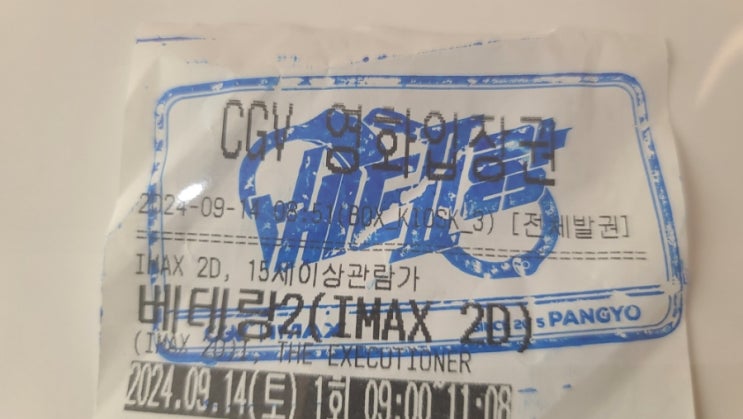 CGV 영화입장권
2024-09-14 08:51(BOX_KIOSK_3) [전체발권]
IMAX 2D, 15세이상관람가
베테랑2(IMAX 2D)
PANGYO
(IMAX 2D)I, THE EXECUTIONER
2024.09.14(토) 1회 09:00~11:08